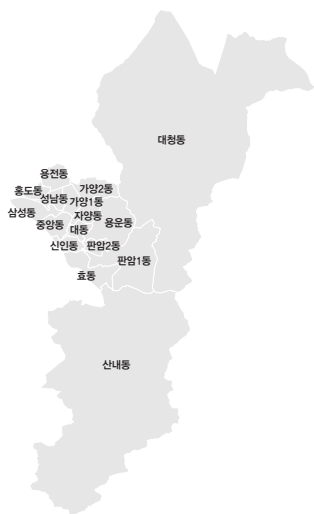 대청동
용전동
홍도동
성남동
가양2동
가양1동
삼성동
자양동
중앙동
용운동
대동
신인동
판암2동
판암1동
효동
산내동